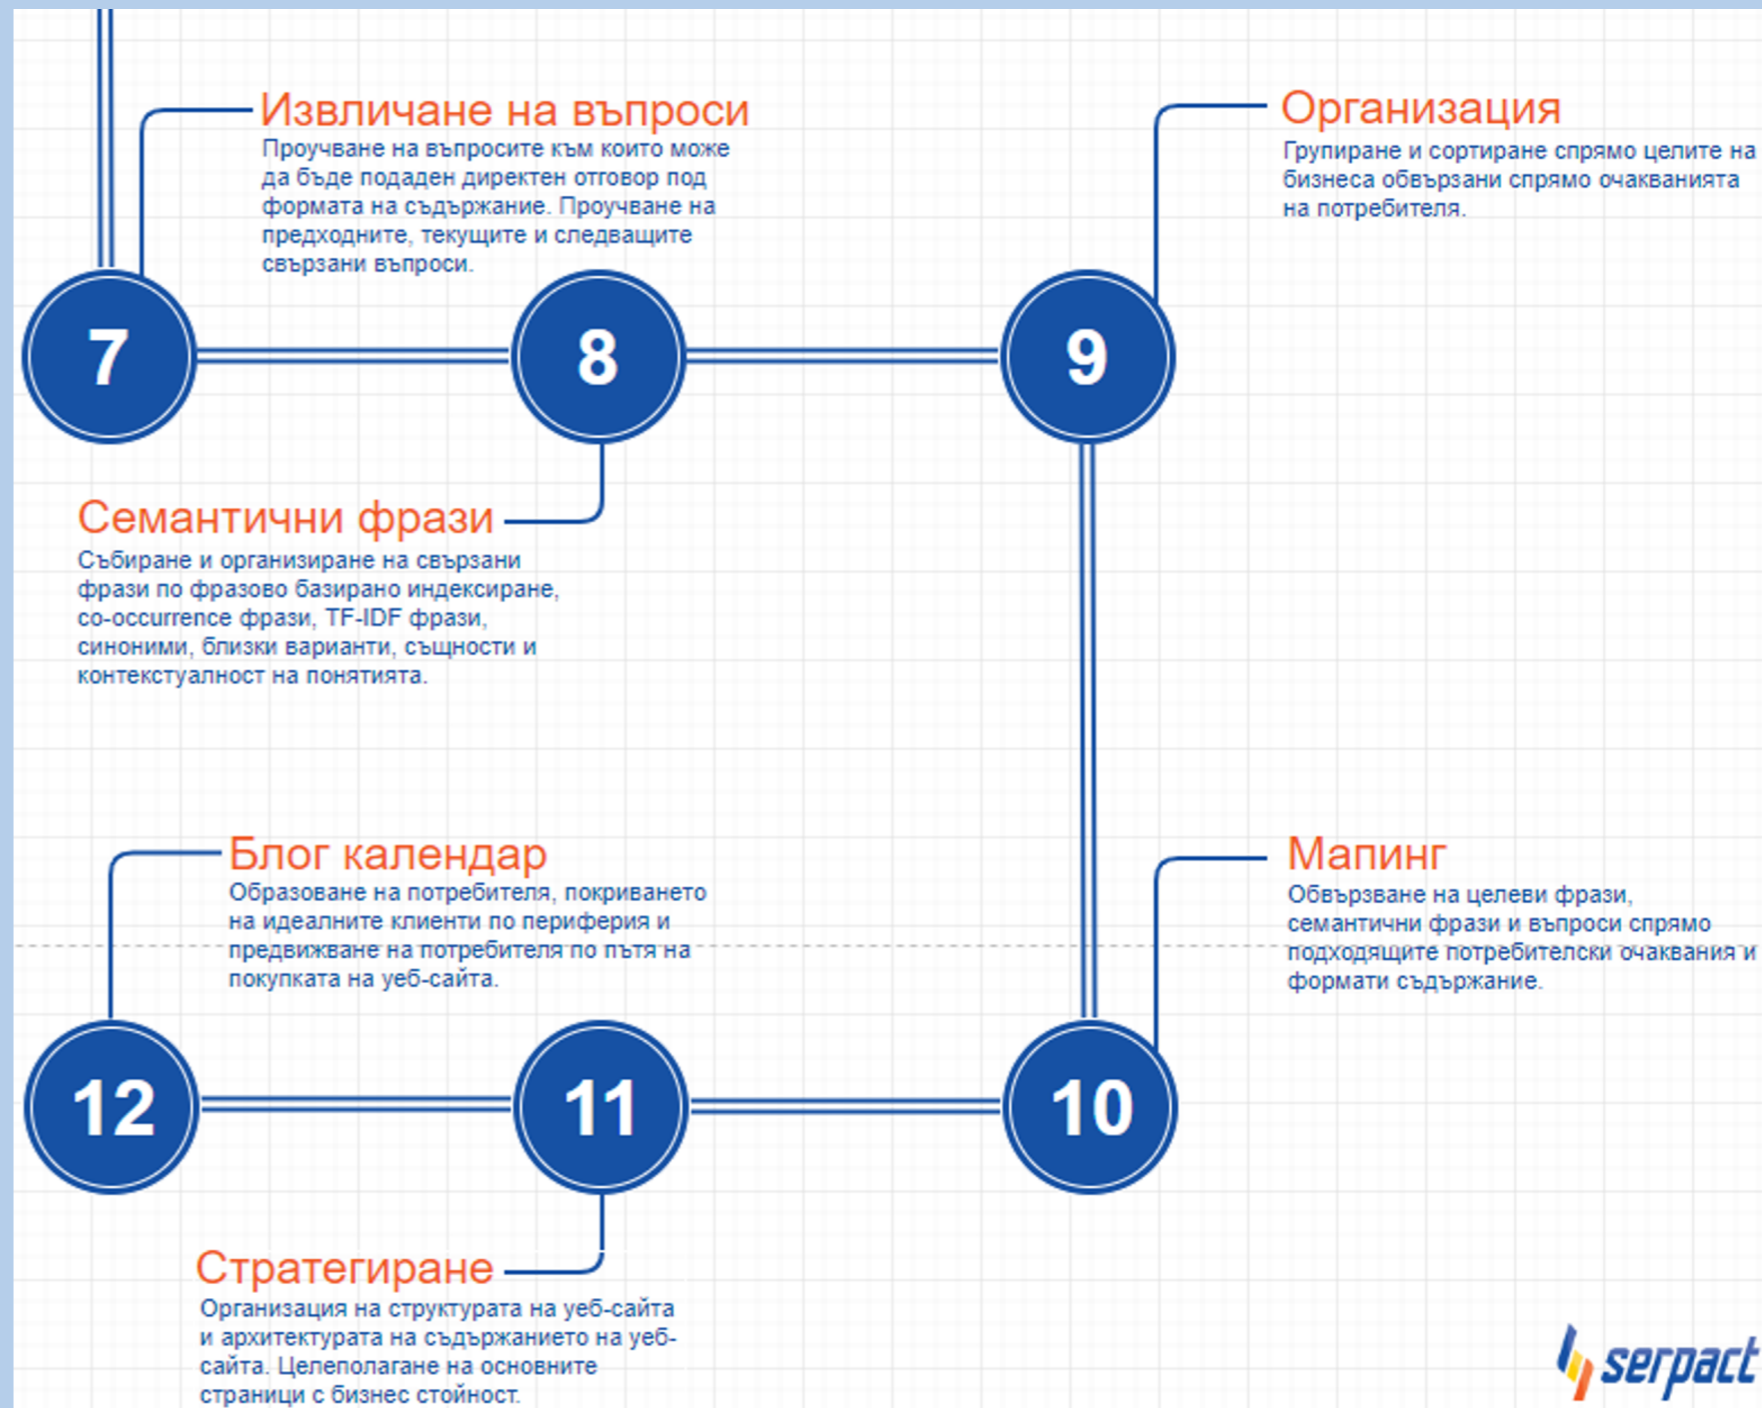 Извличане на въпроси
Проучване на въпросите към които може
да бъде подаден директен отговор под
формата на съдържание. Проучване на
предходните, текущите и следващите
свързани въпроси.
Организация
Групиране и сортиране спрямо целите на
бизнеса обвързани спрямо очакванията
на потребителя.
7
8
9
Семантични фрази
Събиране и организиране на свързани
фрази по фразово базирано индексиране,
co-occurrence фрази, TF-IDF фрази,
синоними, близки варианти, същности и
контекстуалност на понятията.
Блог календар
Образоване на потребителя, покриването
на идеалните клиенти по периферия и
предвижване на потребителя по пътя на
покупката на уеб-сайта.
Мапинг
Обвързване на целеви фрази,
семантични фрази и въпроси спрямо
подходящите потребителски очаквания и
формати съдържание.
12
11
10
Стратегиране
Организация на структурата на уеб-сайта
и архитектурата на съдържанието на уеб-
сайта. Целеполагане на основните
страници с бизнес стойност.
serpact